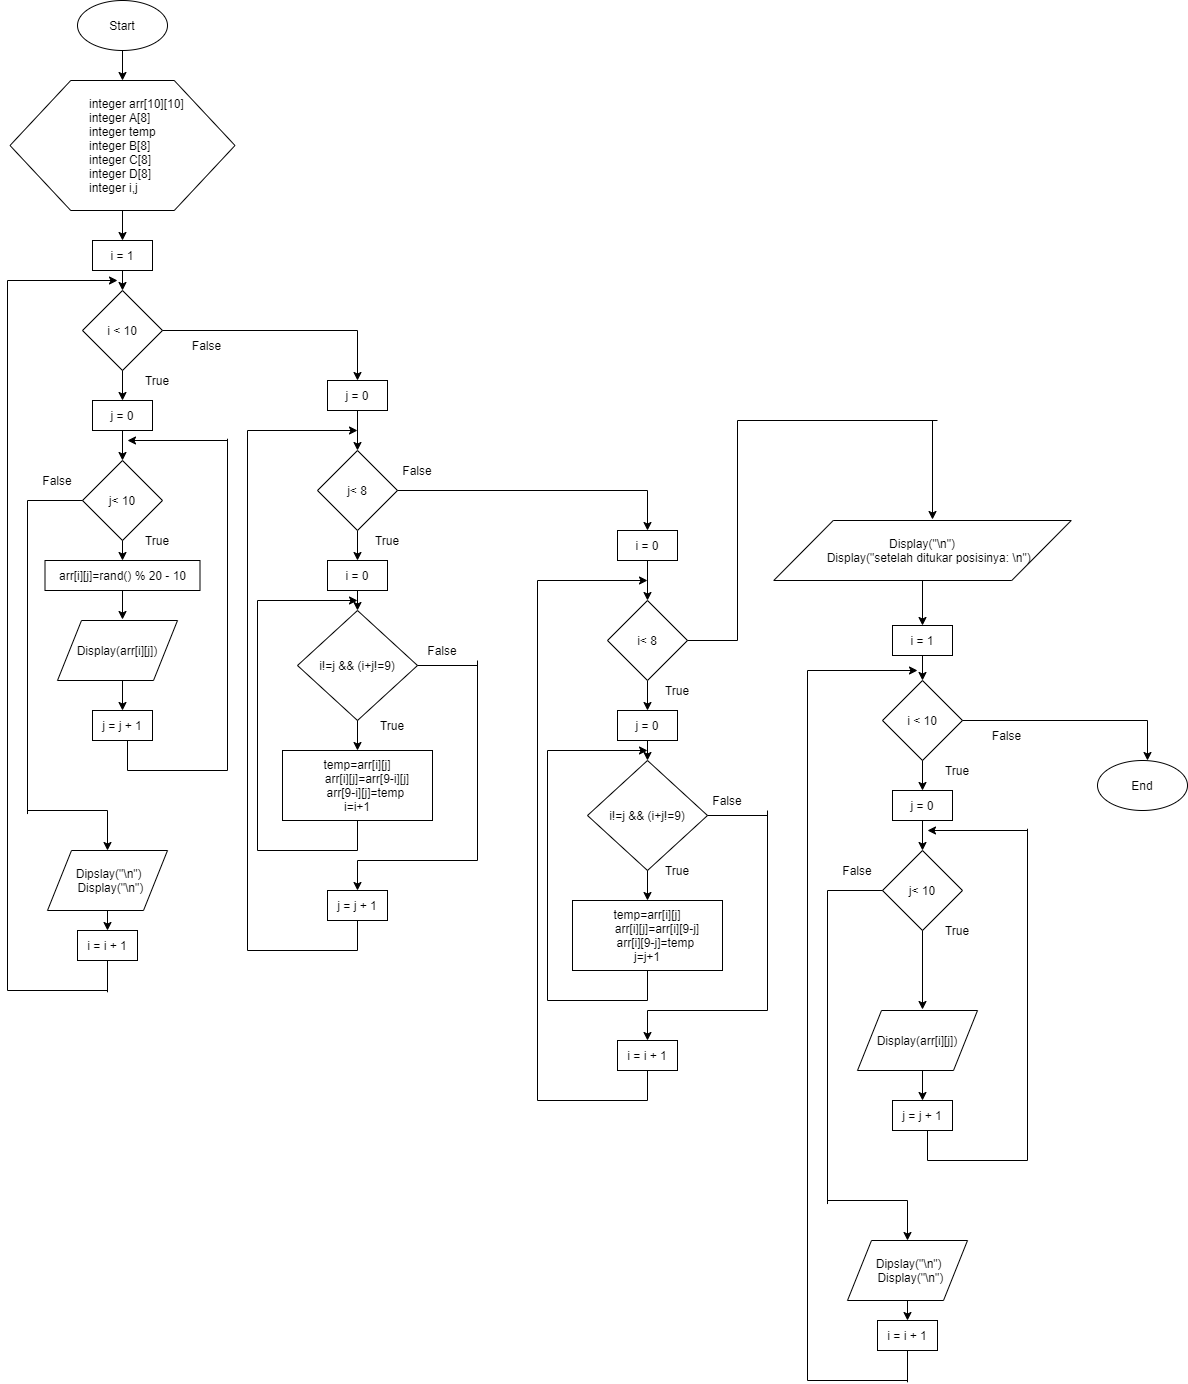 Start
integer arr[10][10]
integer A[8]
integer temp
integer B[8]
integer C[8]
integer D[8]
integer i,j
i = 1
i < 10
False
True
j = 0
False
j< 10
True
arr[i][j]=rand() % 20 - 10
Display(arr[i][j])
j = j + 1
Dipslay("\n")
Display("\n")
i = i + 1
j = 0
j< 8
False
True
i = 0
i!=j && (i+j!=9)
False
True
temp=arr[i][j]
arr[i][j]=arr[9-i][j]
arr[9-i][j]=temp
i=i+1
j = j + 1
i = 0
i< 8
True
j = 0
i!=j && (i+j!=9)
False
True
temp=arr[i][j]
arr[i][j]=arr[i][9-j]
arr[i][9-j]=temp
j=j+1
i = i + 1
Display("\n")
Display("setelah ditukar posisinya: \n")
i = 1
i < 10
False
End
True
j = 0
False
j< 10
True
Display(arr[i][j])
j = j + 1
Dipslay("\n")
Display("\n")
i = i + 1